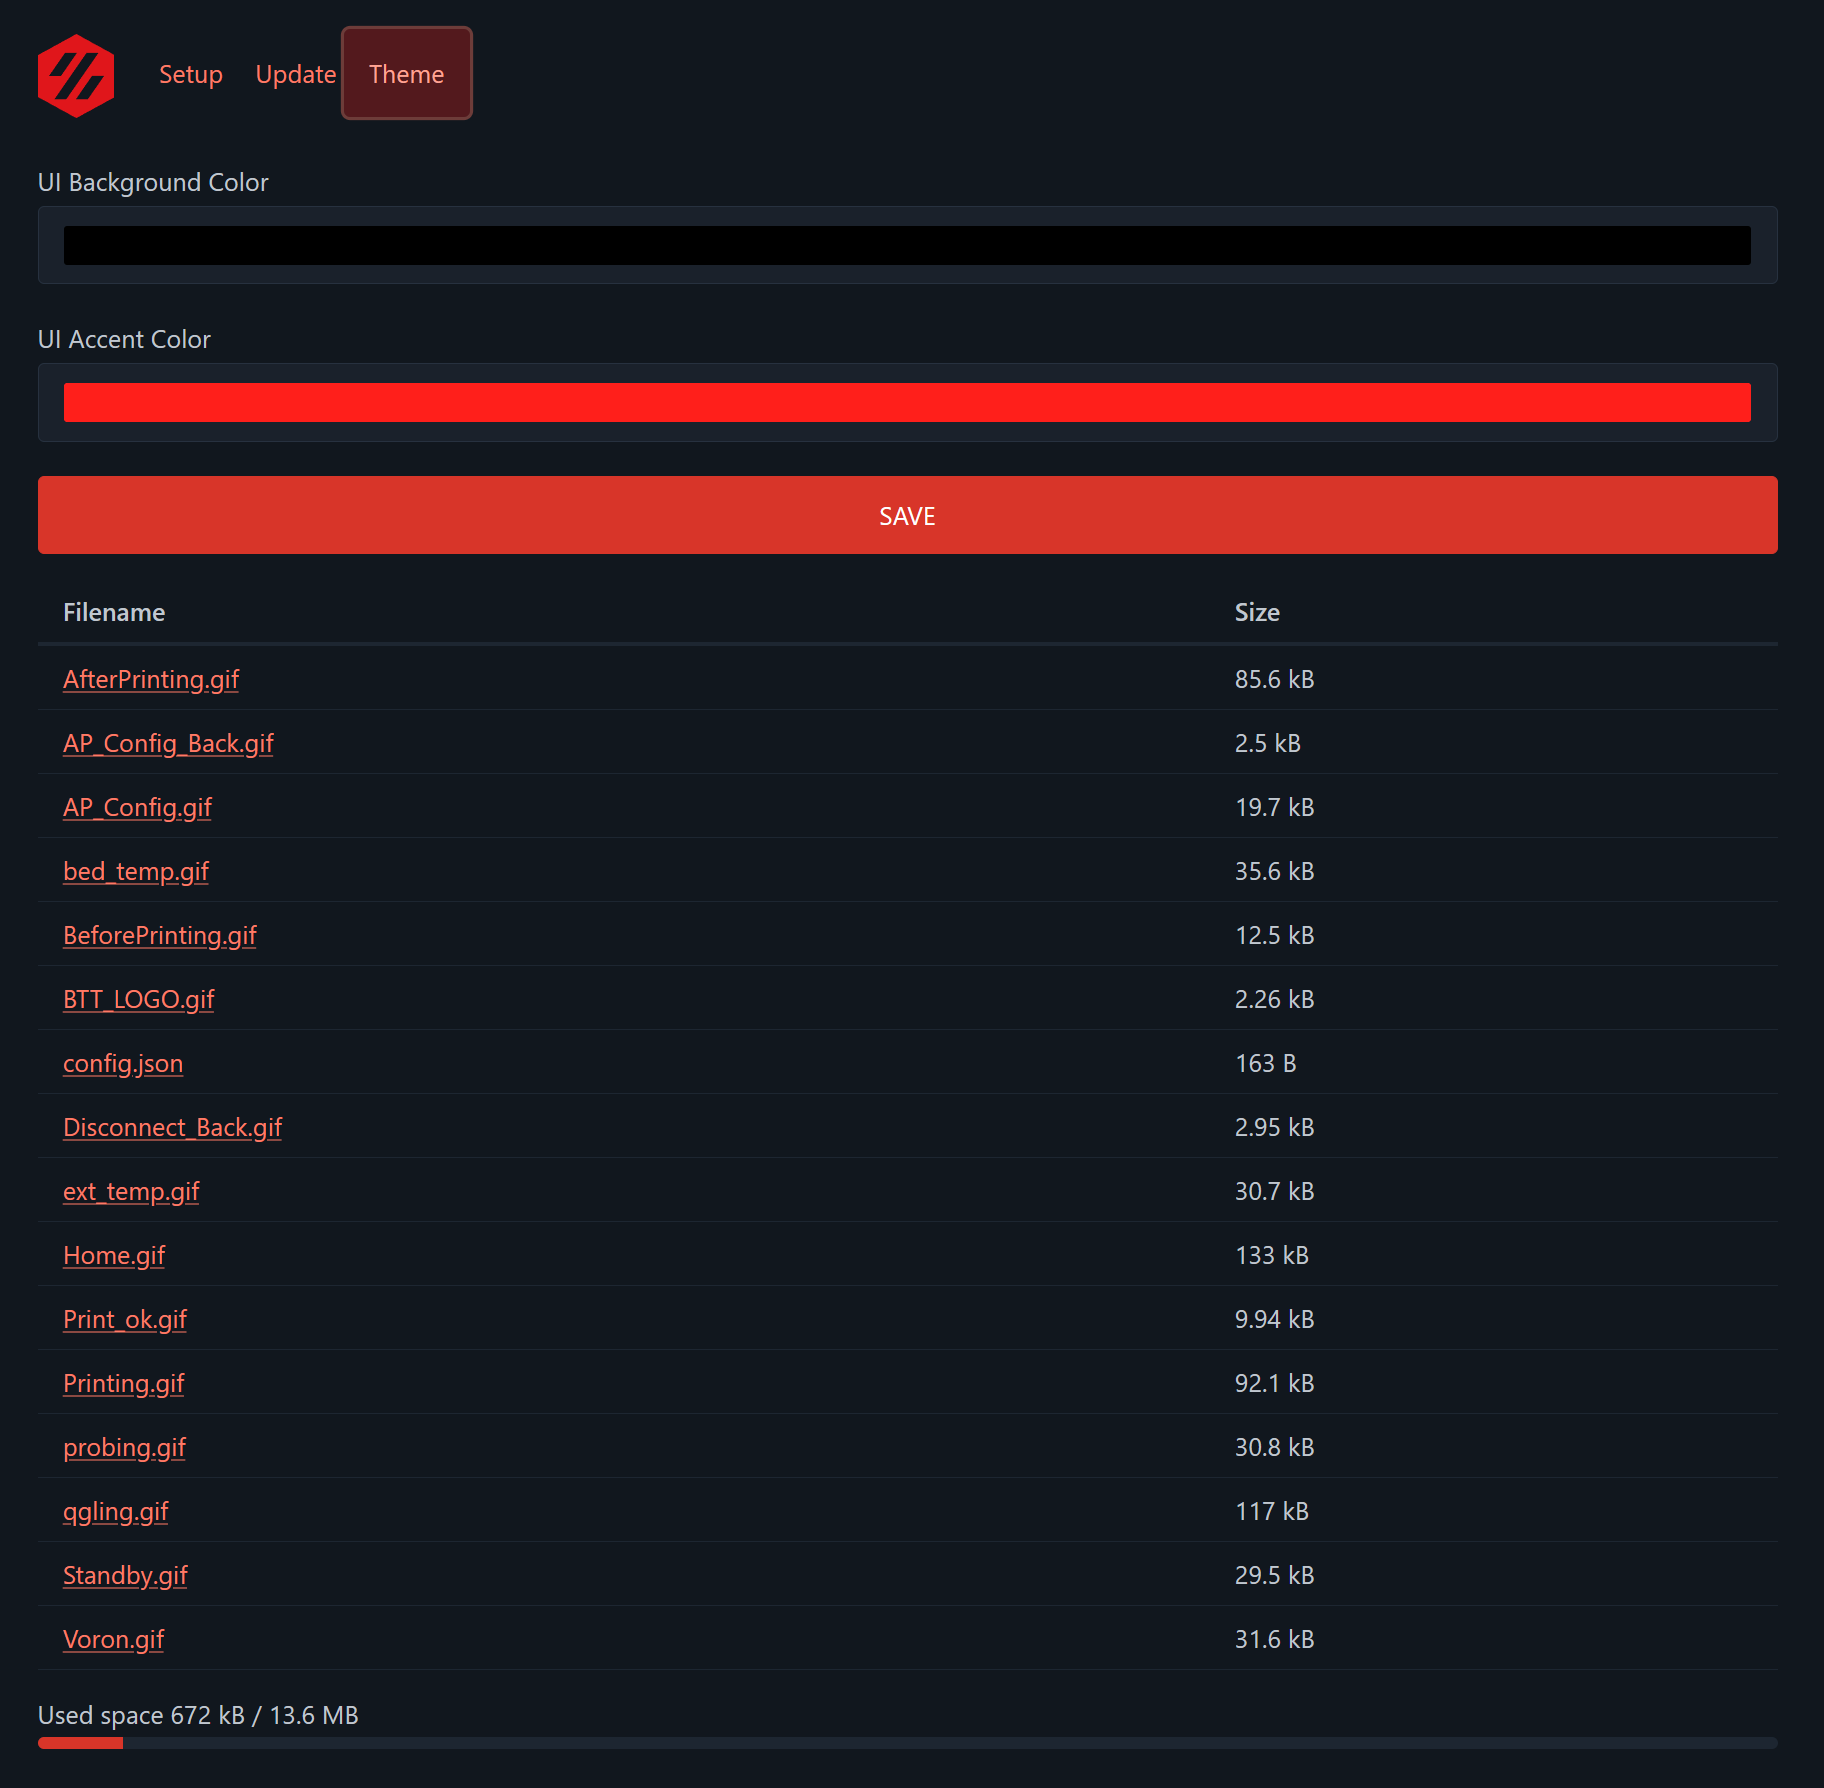 Setup Update Theme
UI Background Color
UI Accent Color
SAVE
Filename Size
AfterPrinting.gif 85.6 kB
AP_Config_Back.gif 2.5 kB
AP_Config.gif 19.7 kB
bed_temp.gif 35.6 kB
BeforePrinting.gif 12.5 kB
BTT_LOGO.gif 2.26 kB
config.json 163 B
Disconnect_Back.gif 2.95 kB
ext_temp.gif 30.7 kB
Home.gif 133 kB
Print_ok.gif 9.94 kB
Printing.gif 92.1 kB
probing.gif 30.8 kB
qgling.gif 117 kB
Standby.gif 29.5 kB
Voron.gif 31.6 kB
Used space 672 kB / 13.6 MB